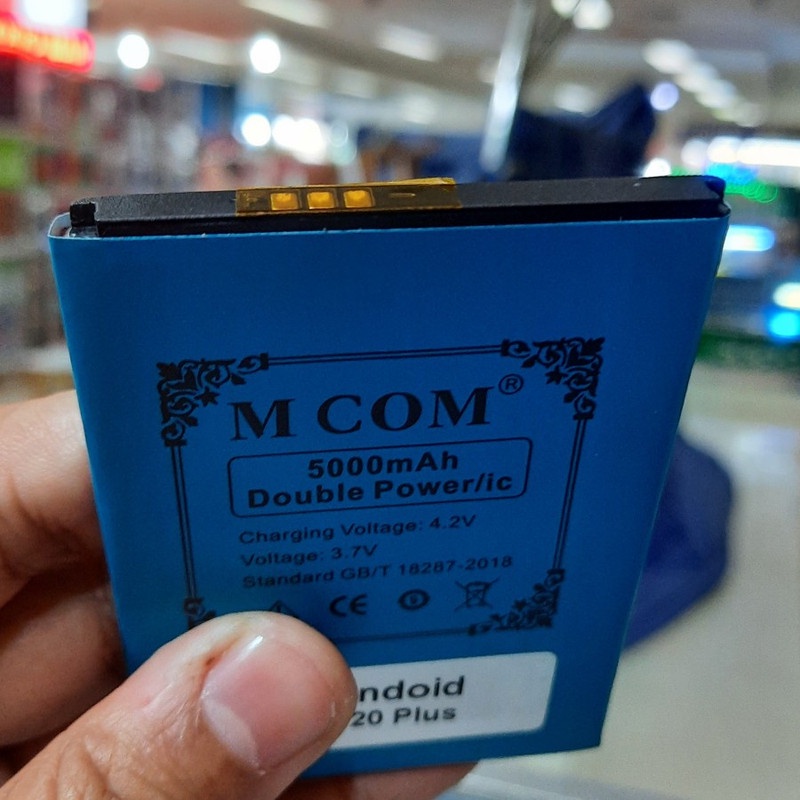 M COM®
5000mAh
Double Power/ic
Charging Voltage: 4.2V
Voltage: 3.7V
Standard GB/T 18287-2018
CE
ndoid
20 Plus